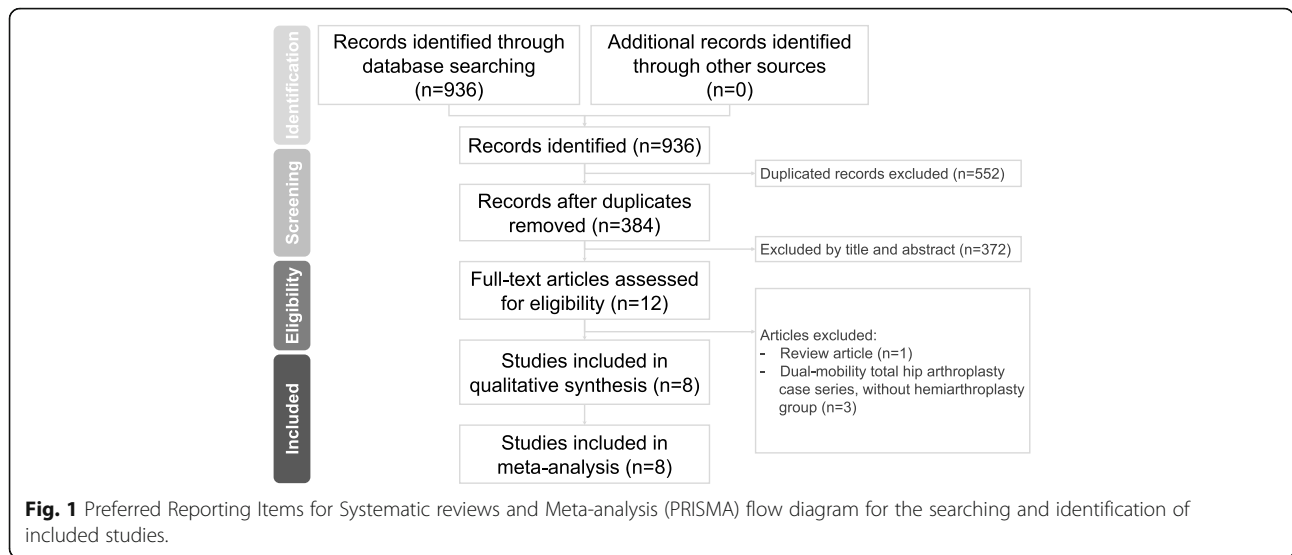 Identification
Records identified through
database searching
(n=936)
Additional records identified
through other sources
(n=0)
Records identified (n=936)
Screening
Duplicated records excluded (n=552)
Records after duplicates
removed (n=384)
Excluded by title and abstract (n=372)
Eligibility
Full-text articles assessed
for eligibility (n=12)
Articles excluded:
- Review article (n=1)
- Dual-mobility total hip arthroplasty
case series, without hemiarthroplasty
group (n=3)
Included
Studies included in
qualitative synthesis (n=8)
Studies included in
meta-analysis (n=8)
Fig. 1 Preferred Reporting Items for Systematic reviews and Meta-analysis (PRISMA) flow diagram for the searching and identification of
included studies.